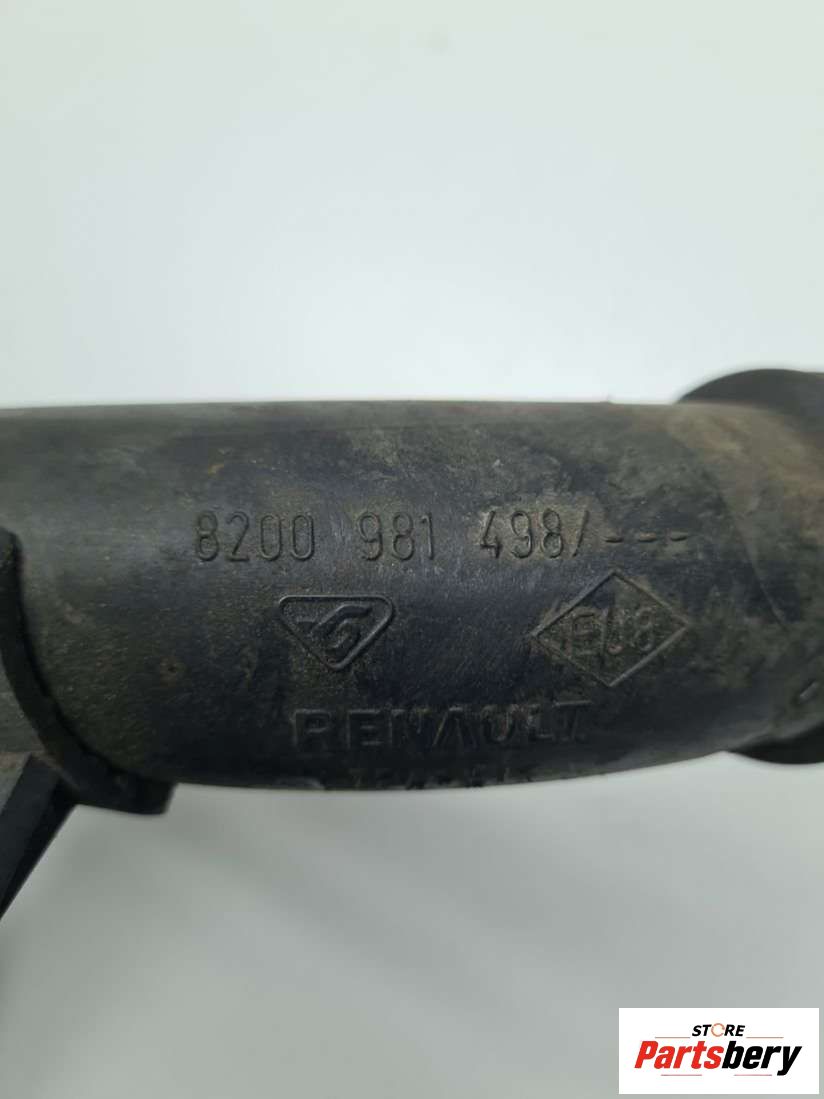 8200 981 498/---
RENAULT
STORE
Partsbery